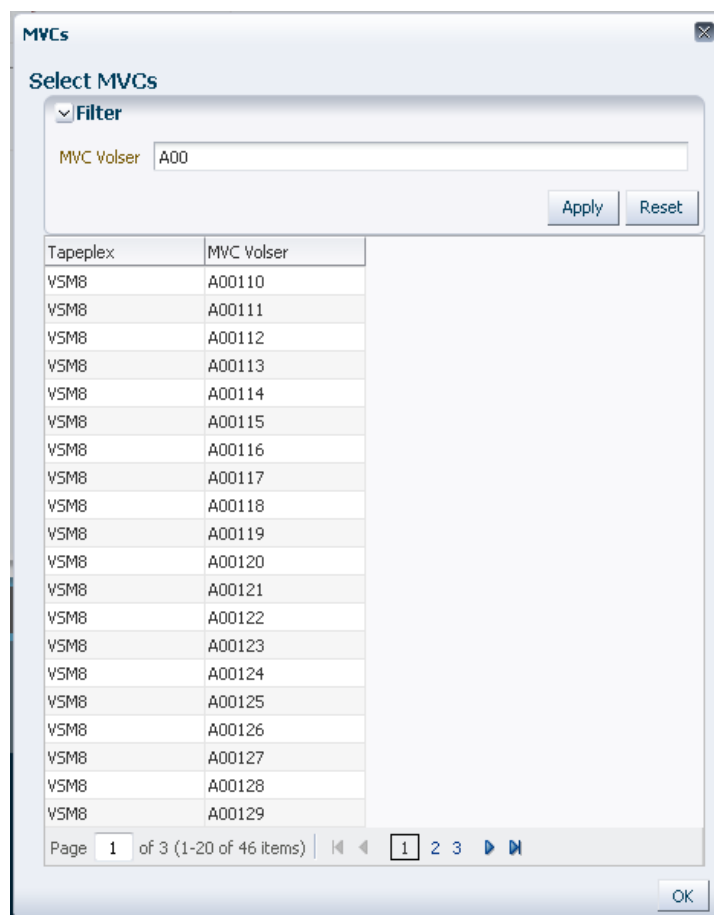 MVCs
Select MVCs
Filter
MVC Volser A00
Apply Reset
Tapeplex MVC Volser
VSM8 A00110
VSM8 A00111
VSM8 A00112
VSM8 A00113
VSM8 A00114
VSM8 A00115
VSM8 A00116
VSM8 A00117
VSM8 A00118
VSM8 A00119
VSM8 A00120
VSM8 A00121
VSM8 A00122
VSM8 A00123
VSM8 A00124
VSM8 A00125
VSM8 A00126
VSM8 A00127
VSM8 A00128
VSM8 A00129
Page 1 of 3 (1-20 of 46 items) 1 2 3
OK